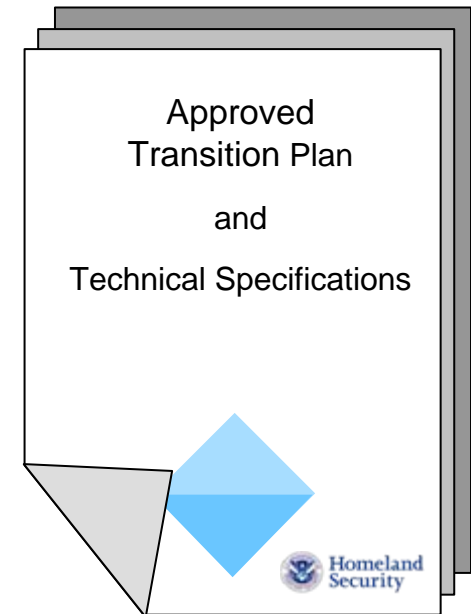 Approved
Transition Plan
and
Technical Specifications
Homeland
Security